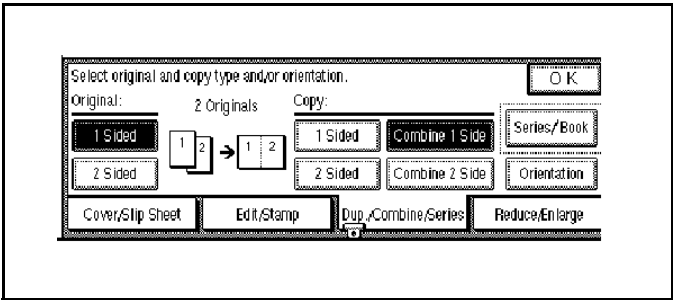 Select original and copy type and/or orientation.
O K
Original:
2 Originals
Copy:
1 Sided
1 2
1 2
1 Sided
Combine 1 Side
Series/Book
2 Sided
2 Sided
Combine 2 Side
Orientation
Cover/Slip Sheet
Edit/Stamp
Dup./Combine/Series
Reduce/Enlarge